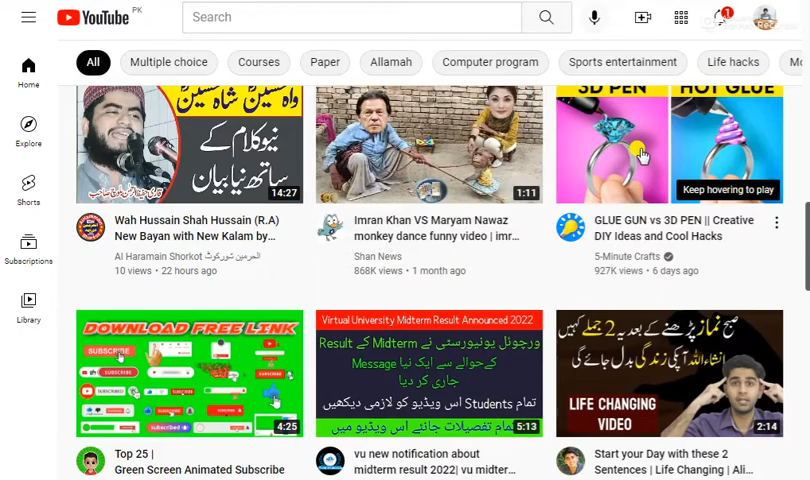 YouTube PK
Search
1
All
Multiple choice
Courses
Paper
Allamah
Computer program
Sports entertainment
Life hacks
Mo
Home
Explore
Shorts
Subscriptions
Library
واہ حسینؑ شاہ حسینؑ
نیو کلام کے
ساتھ نیا بیان
14:27
1:11
3D PEN
HOT GLUE
Keep hovering to play
Wah Hussain Shah Hussain (R.A)
New Bayan with New Kalam by...
Al Haramain Shorkot الحرمین شورکوٹ
10 views • 22 hours ago
Imran Khan VS Maryam Nawaz
monkey dance funny video | imr...
Shan News
868K views • 1 month ago
GLUE GUN vs 3D PEN || Creative
DIY Ideas and Cool Hacks
5-Minute Crafts
927K views • 6 days ago
DOWNLOAD FREE LINK
SUBSCRIBE
4:25
Virtual University Midterm Result Announced 2022
ورچوئل یونیورسٹی نے Midterm کے Result
کے حوالے سے ایک نیا Message
جاری کر دیا
تمام Students اس ویڈیو کو لازمی دیکھیں
تمام تفصیلات جانئے اس ویڈیو میں
5:13
صبح نماز پڑھنے کے بعد یہ 2 جملے کہیں
انشاءاللہ آپکی زندگی بدل جائے گی
LIFE CHANGING
VIDEO
2:14
Top 25 |
Green Screen Animated Subscribe
vu new notification about
midterm result 2022| vu midter...
Start your Day with these 2
Sentences | Life Changing | Ali...